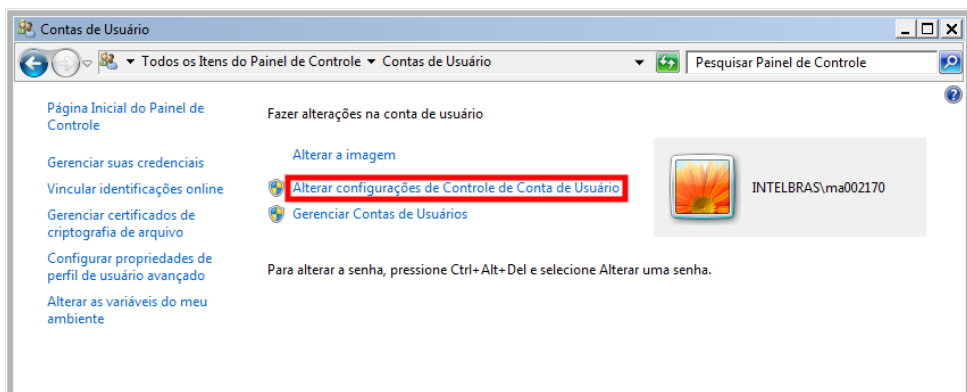 Contas de Usuário
Todos os Itens do Painel de Controle Contas de Usuário
Pesquisar Painel de Controle
Página Inicial do Painel de
Controle
Gerenciar suas credenciais
Vincular identificações online
Gerenciar certificados de
criptografia de arquivo
Configurar propriedades de
perfil de usuário avançado
Alterar as variáveis do meu
ambiente
Fazer alterações na conta de usuário
Alterar a imagem
Alterar configurações de Controle de Conta de Usuário
Gerenciar Contas de Usuários
INTELBRAS\ma002170
Para alterar a senha, pressione Ctrl+Alt+Del e selecione Alterar uma senha.